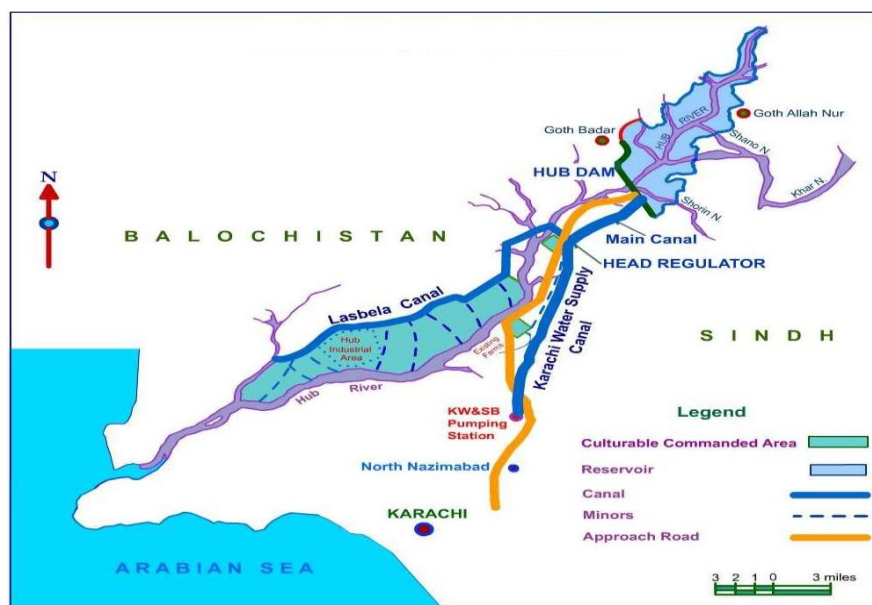 Goth Allah Nur
Goth Badar
HUB
RIVER
Shano N.
Khar N.
HUB DAM
Shorin N.
N
Main Canal
BALOCHISTAN
HEAD REGULATOR
Lasbela Canal
Karachi Water Supply
Canal
SINDH
Hub
Industrial
Area
Existing
Farms
Hub River
KW&SB
Pumping
Station
North Nazimabad
KARACHI
ARABIAN SEA
Legend
Culturable Commanded Area
Reservoir
Canal
Minors
Approach Road
3 2 1 0 3 miles